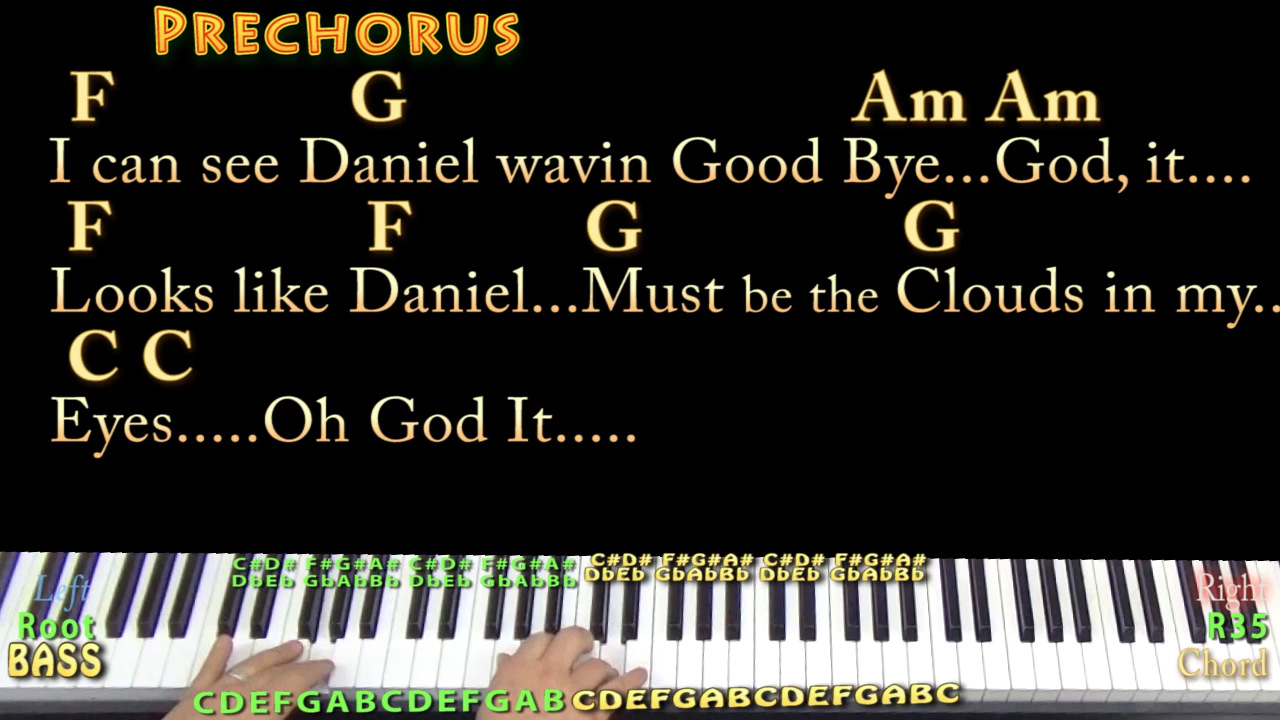 PRECHORUS
F G Am Am
I can see Daniel wavin Good Bye...God, it....
F F G G
Looks like Daniel...Must be the Clouds in my..
C C
Eyes.....Oh God It.....
C#D# F#G#A# C#D# F#G#A# C#D# F#G#A# C#D# F#G#A#
DbEb GbAbBb DbEb GbAbBb DbEb GbAbBb DbEb GbAbBb
Left Right
Root R35
BASS Chord
CDEFGABCDEFGABCDEFGABCDEFGABC